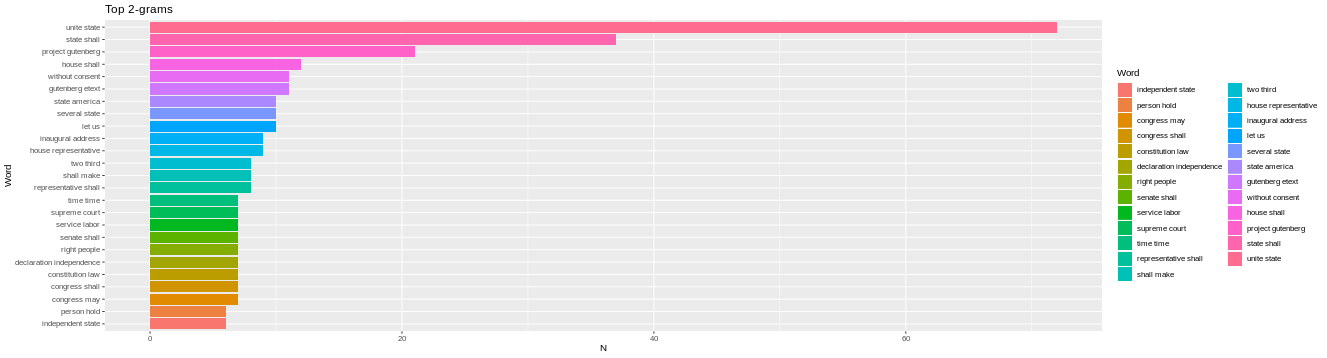 Top 2-grams
Word
unite state
state shall
project gutenberg
house shall
without consent
gutenberg etext
state america
several state
let us
inaugural address
house representative
two third
shall make
representative shall
time time
supreme court
service labor
senate shall
right people
declaration independence
constitution law
congress shall
congress may
person hold
independent state
0 20 40 60
N
Word
independent state two third
person hold house representative
congress may inaugural address
congress shall let us
constitution law several state
declaration independence state america
right people gutenberg etext
senate shall without consent
service labor house shall
supreme court project gutenberg
time time state shall
representative shall unite state
shall make